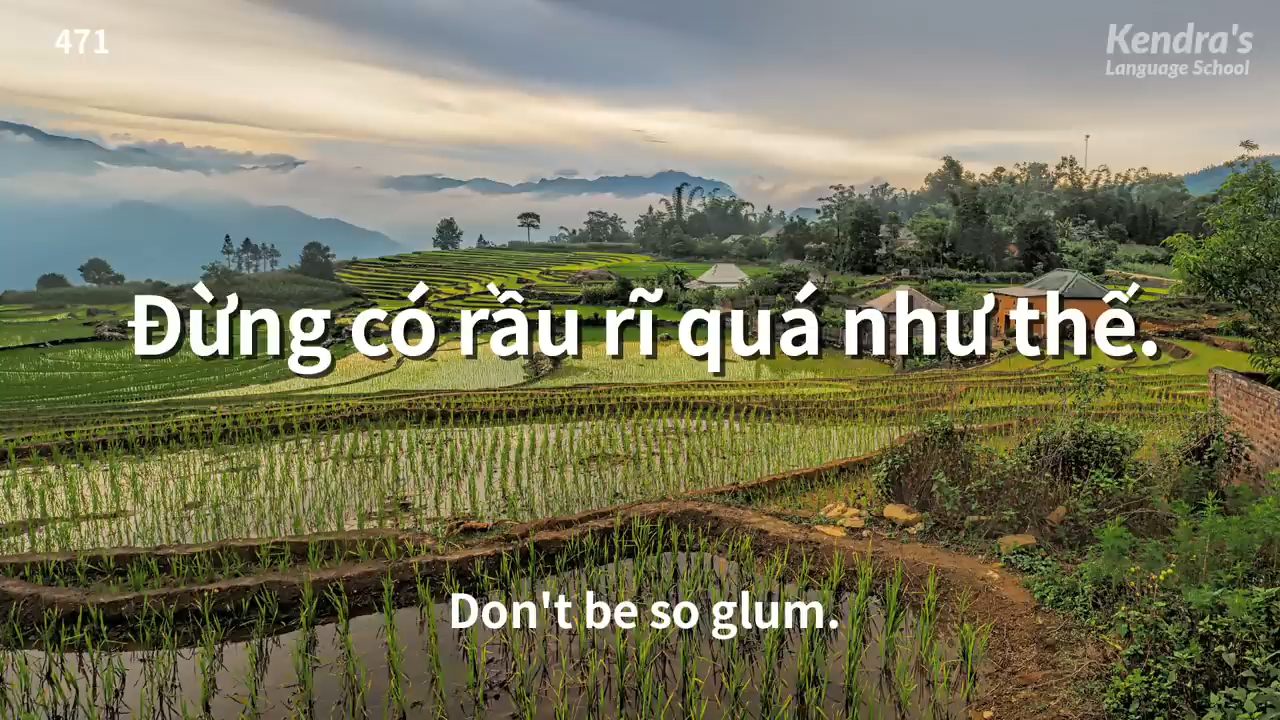 471
Kendra's
Language School
Đừng có rầu rĩ quá như thế.
Don't be so glum.